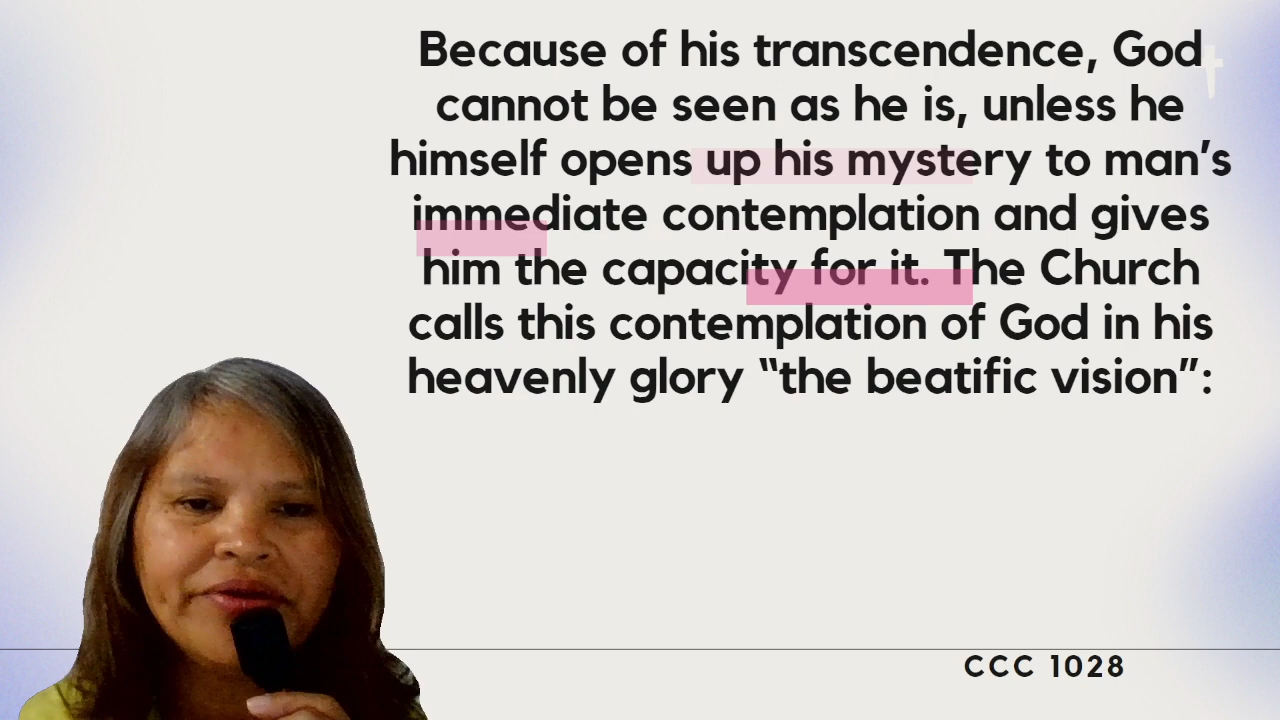 Because of his transcendence, God
cannot be seen as he is, unless he
himself opens up his mystery to man’s
immediate contemplation and gives
him the capacity for it. The Church
calls this contemplation of God in his
heavenly glory “the beatific vision”:
CCC 1028